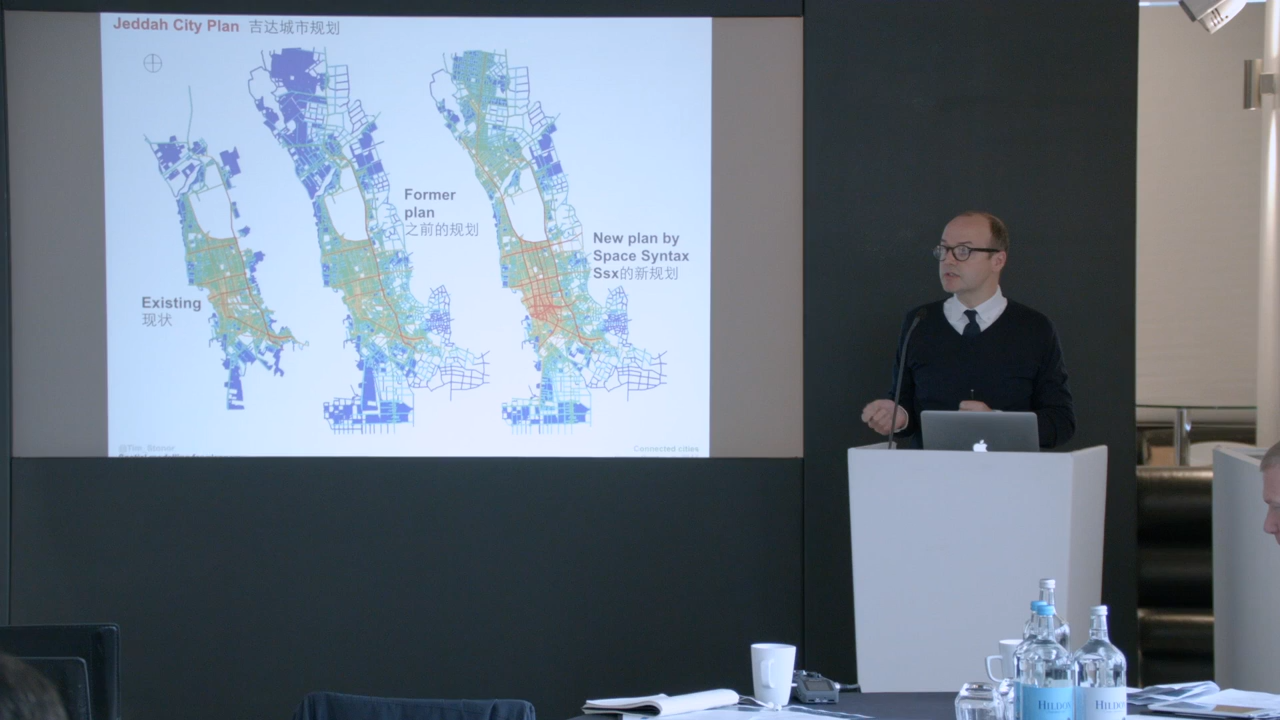 Jeddah City Plan 吉达城市规划
Former
plan
之前的规划
New plan by
Space Syntax
Ssx的新规划
Existing
现状
@Tim_Stonor
Connected cities
HILDON
HILDON